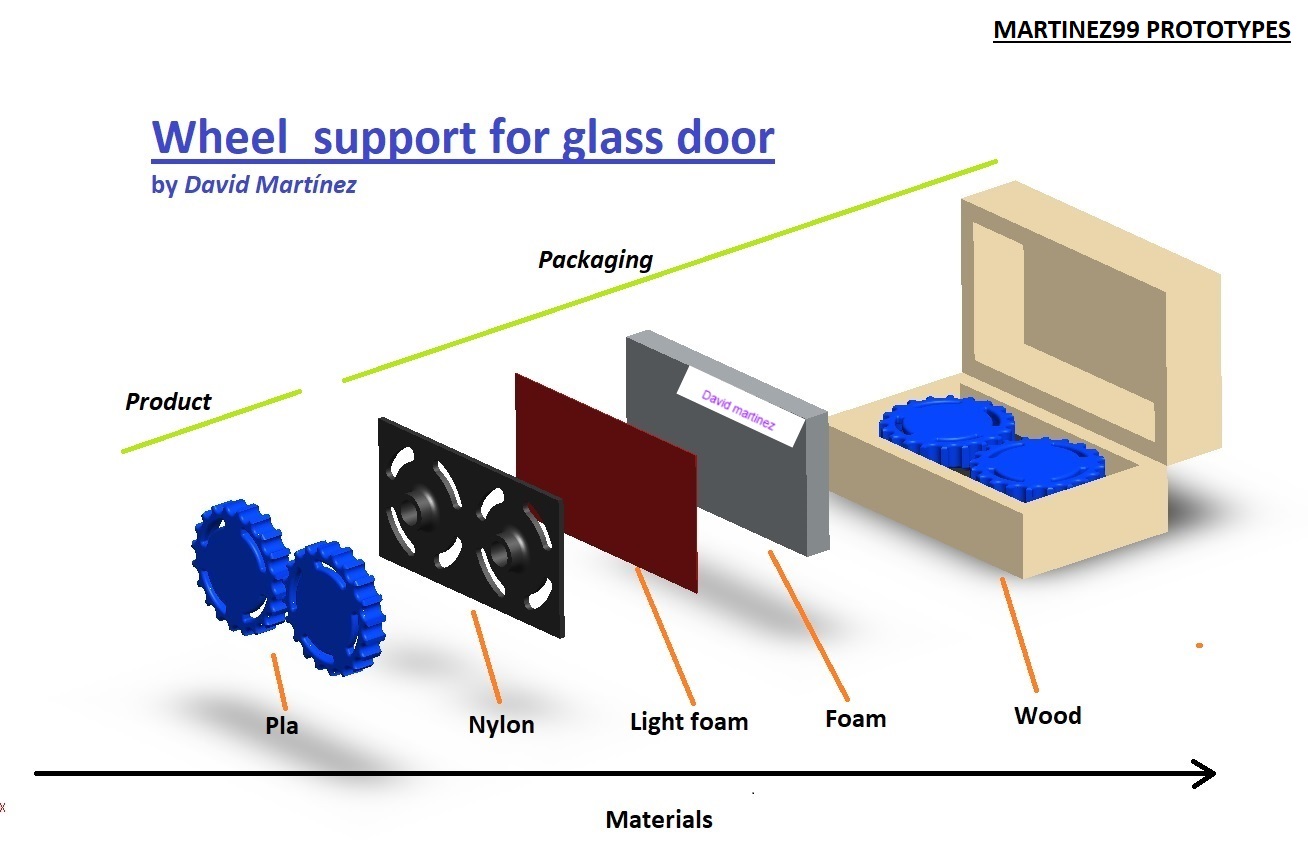 MARTINEZ99 PROTOTYPES
Wheel  support for glass door
by David Martínez
Packaging
Product
David martinez
Pla
Nylon
Light foam
Foam
Wood
Materials
x